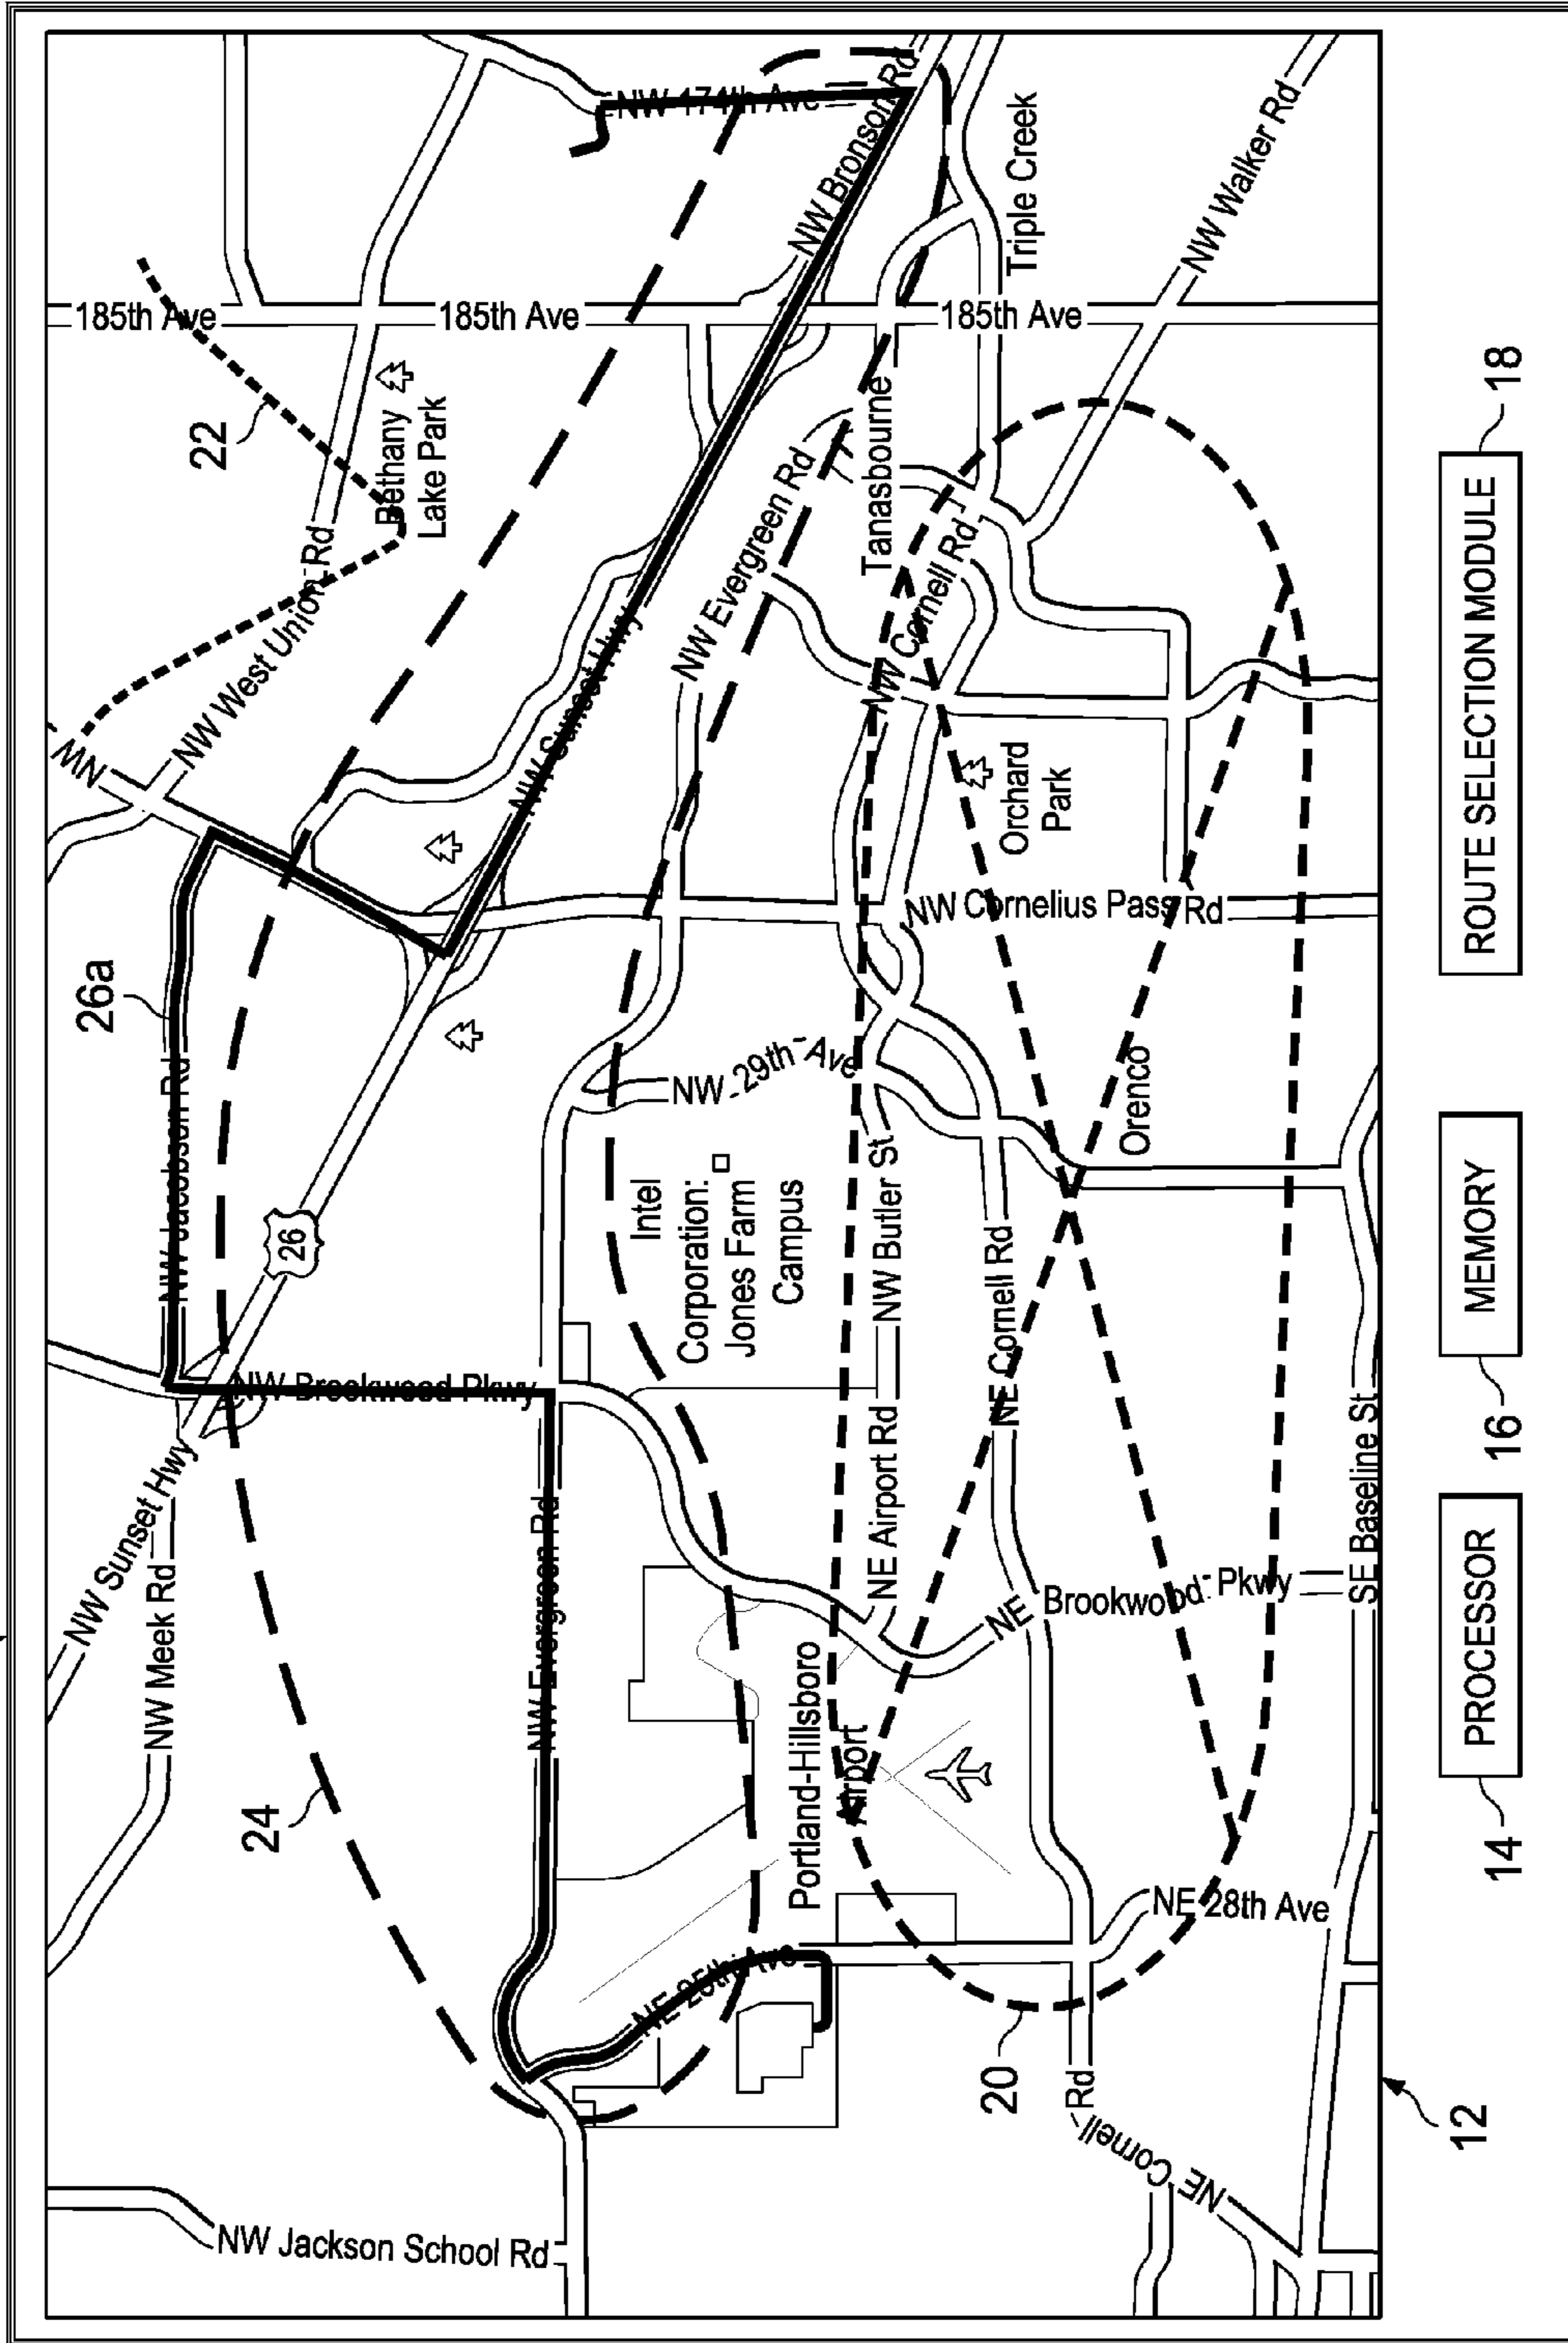 NW Jackson School Rd
NW Sunset Hwy
NW Meek Rd
24
NW Evergreen Rd
NE 25th Ave
Portland-Hillsboro
Airport
NE 28th Ave
20
NE Cornell Rd
12
NW Brookwood Pkwy
NE Airport Rd
NE Brookwood Pkwy
SE Baseline St
26
NW Jacobson Rd
26a
Intel
Corporation:
Jones Farm
Campus
NW Butler St
NE Cornell Rd
NW 29th Ave
Orenco
NW Cornelius Pass Rd
Orchard
Park
NW
NW West Union Rd
NW Sunset Hwy
NW Evergreen Rd
NW Cornell Rd
Tanasbourne
22
Bethany
Lake Park
185th Ave
185th Ave
185th Ave
NW Bronson Rd
NW 174th Ave
Triple Creek
NW Walker Rd
14
PROCESSOR
16
MEMORY
ROUTE SELECTION MODULE
18